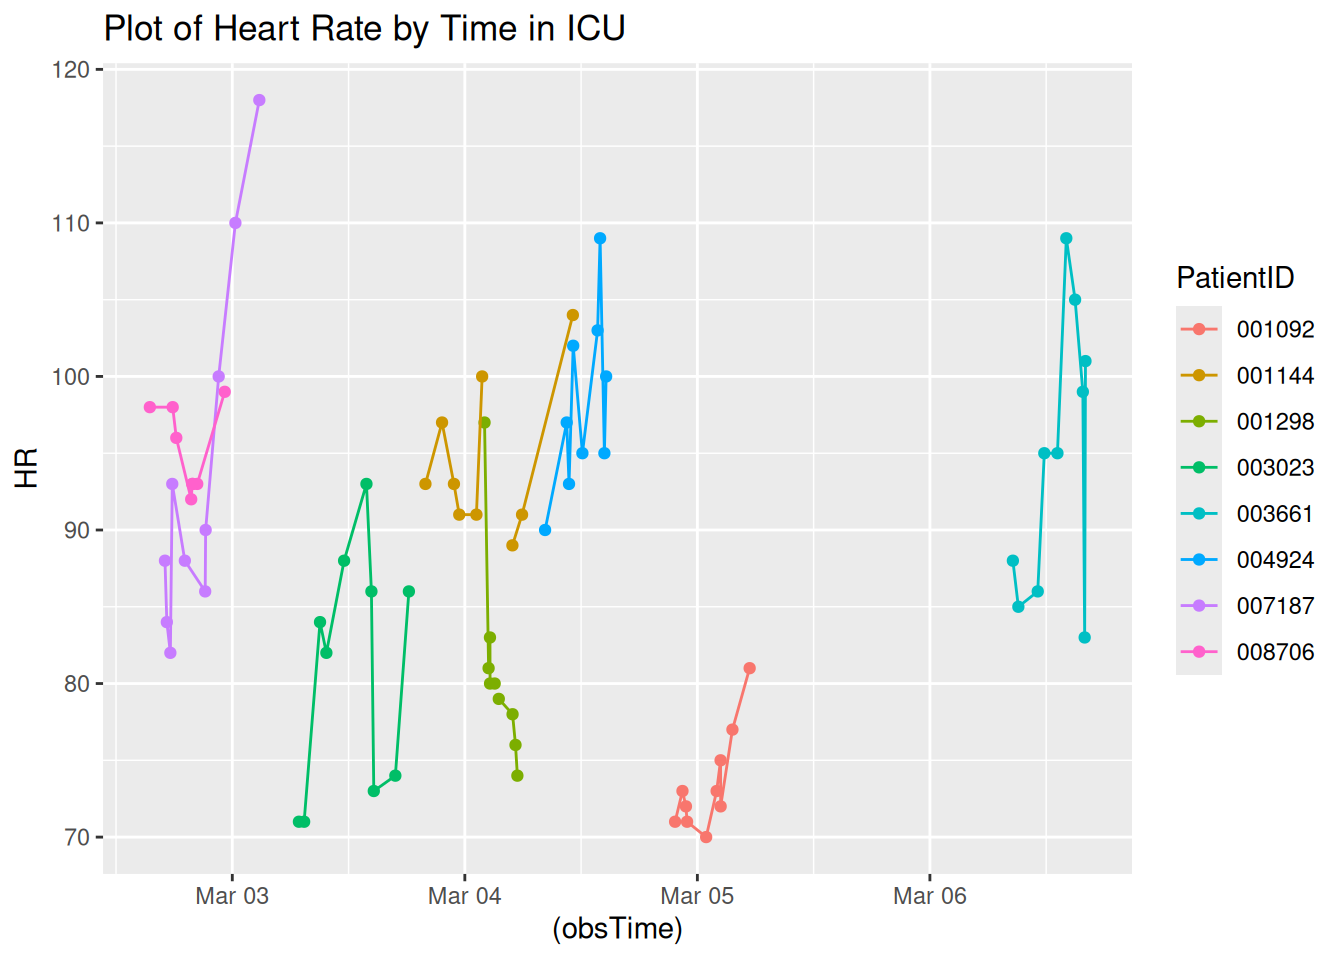 Plot of Heart Rate by Time in ICU
120
110
100
90
80
70
HR
Mar 03
Mar 04
Mar 05
Mar 06
(obsTime)
PatientID
001092
001144
001298
003023
003661
004924
007187
008706